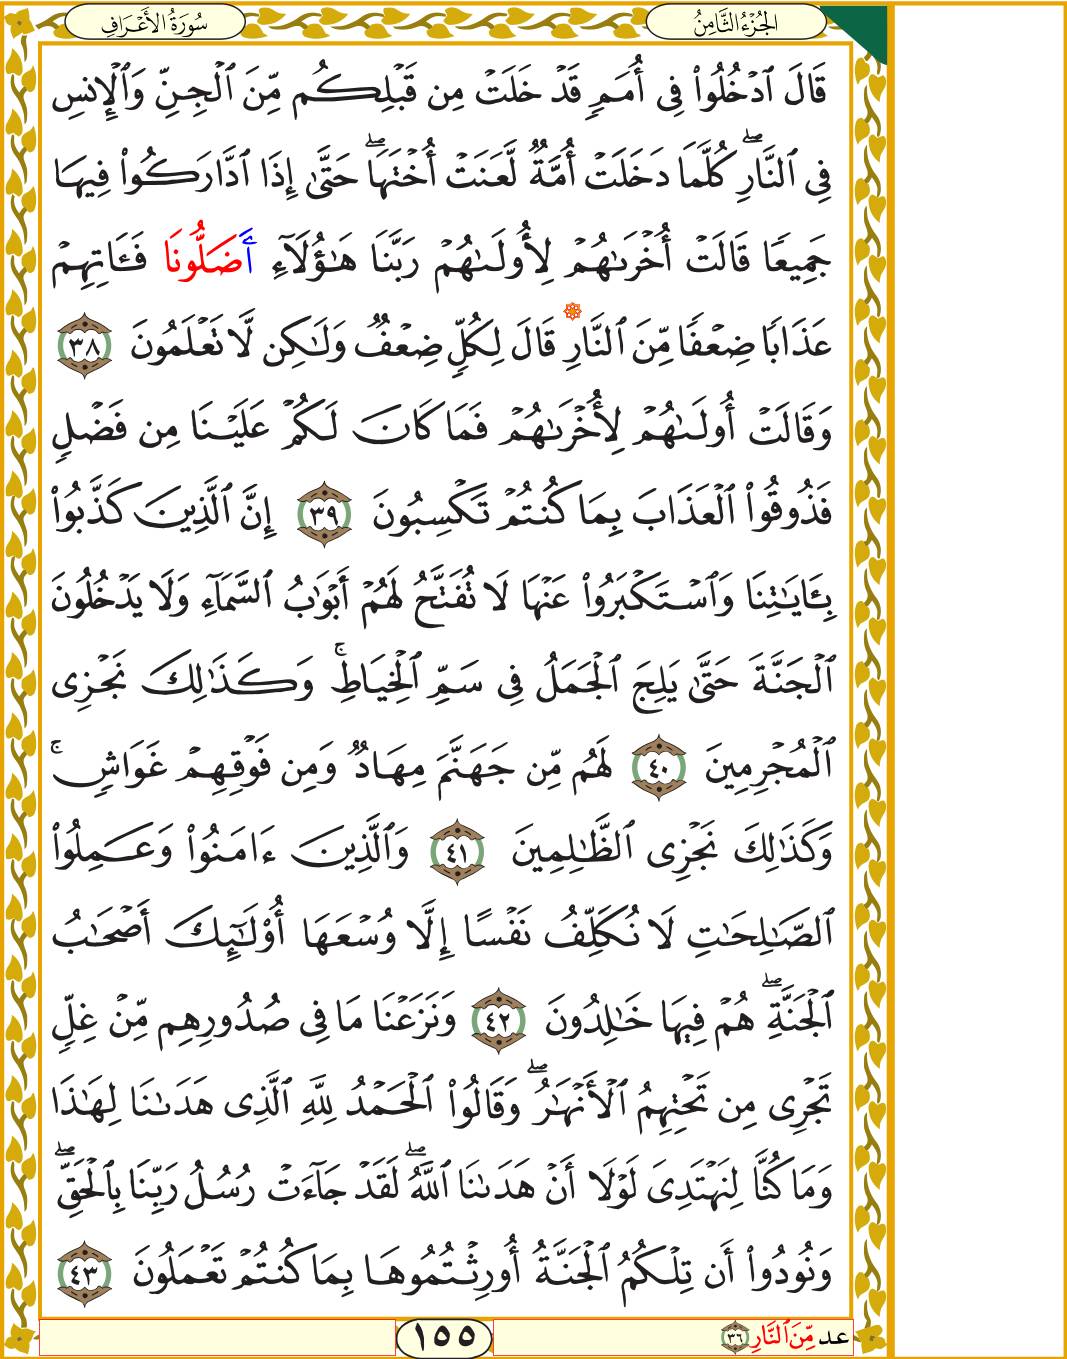 الجُزْءُ الثَّامِنُ
سُورَةُ الأَعْرَافِ
قَالَ ٱدْخُلُوا۟ فِىٓ أُمَمٍ قَدْ خَلَتْ مِن قَبْلِكُم مِّنَ ٱلْجِنِّ وَٱلْإِنسِ
فِى ٱلنَّارِۖ كُلَّمَا دَخَلَتْ أُمَّةٌ لَّعَنَتْ أُخْتَهَاۖ حَتَّىٰ إِذَا ٱدَّارَكُوا۟ فِيهَا
جَمِيعًا قَالَتْ أُخْرَىٰهُمْ لِأُولَىٰهُمْ رَبَّنَا هَـٰٓؤُلَآءِ أَضَلُّونَا فَـَٔاتِهِمْ
عَذَابًا ضِعْفًا مِّنَ ٱلنَّارِ قَالَ لِكُلٍّ ضِعْفٌ وَلَـٰكِن لَّا تَعْلَمُونَ ٣٨
وَقَالَتْ أُولَىٰهُمْ لِأُخْرَىٰهُمْ فَمَا كَانَ لَكُمْ عَلَيْنَا مِن فَضْلٍ
فَذُوقُوا۟ ٱلْعَذَابَ بِمَا كُنتُمْ تَكْسِبُونَ ٣٩ إِنَّ ٱلَّذِينَ كَذَّبُوا۟
بِـَٔايَـٰتِنَا وَٱسْتَكْبَرُوا۟ عَنْهَا لَا تُفَتَّحُ لَهُمْ أَبْوَٰبُ ٱلسَّمَآءِ وَلَا يَدْخُلُونَ
ٱلْجَنَّةَ حَتَّىٰ يَلِجَ ٱلْجَمَلُ فِى سَمِّ ٱلْخِيَاطِۚ وَكَذَٰلِكَ نَجْزِى
ٱلْمُجْرِمِينَ ٤٠ لَهُم مِّن جَهَنَّمَ مِهَادٌ وَمِن فَوْقِهِمْ غَوَاشٍۚ
وَكَذَٰلِكَ نَجْزِى ٱلظَّـٰلِمِينَ ٤١ وَٱلَّذِينَ ءَامَنُوا۟ وَعَمِلُوا۟
ٱلصَّـٰلِحَـٰتِ لَا نُكَلِّفُ نَفْسًا إِلَّا وُسْعَهَآ أُو۟لَـٰٓئِكَ أَصْحَـٰبُ
ٱلْجَنَّةِۖ هُمْ فِيهَا خَـٰلِدُونَ ٤٢ وَنَزَعْنَا مَا فِى صُدُورِهِم مِّنْ غِلٍّ
تَجْرِى مِن تَحْتِهِمُ ٱلْأَنْهَـٰرُۖ وَقَالُوا۟ ٱلْحَمْدُ لِلَّهِ ٱلَّذِى هَدَىٰنَا لِهَـٰذَا
وَمَا كُنَّا لِنَهْتَدِىَ لَوْلَآ أَنْ هَدَىٰنَا ٱللَّهُۖ لَقَدْ جَآءَتْ رُسُلُ رَبِّنَا بِٱلْحَقِّۖ
وَنُودُوٓا۟ أَن تِلْكُمُ ٱلْجَنَّةُ أُورِثْتُمُوهَا بِمَا كُنتُمْ تَعْمَلُونَ ٤٣
عد مِّنَ ٱلنَّارِ ٣٦
١٥٥